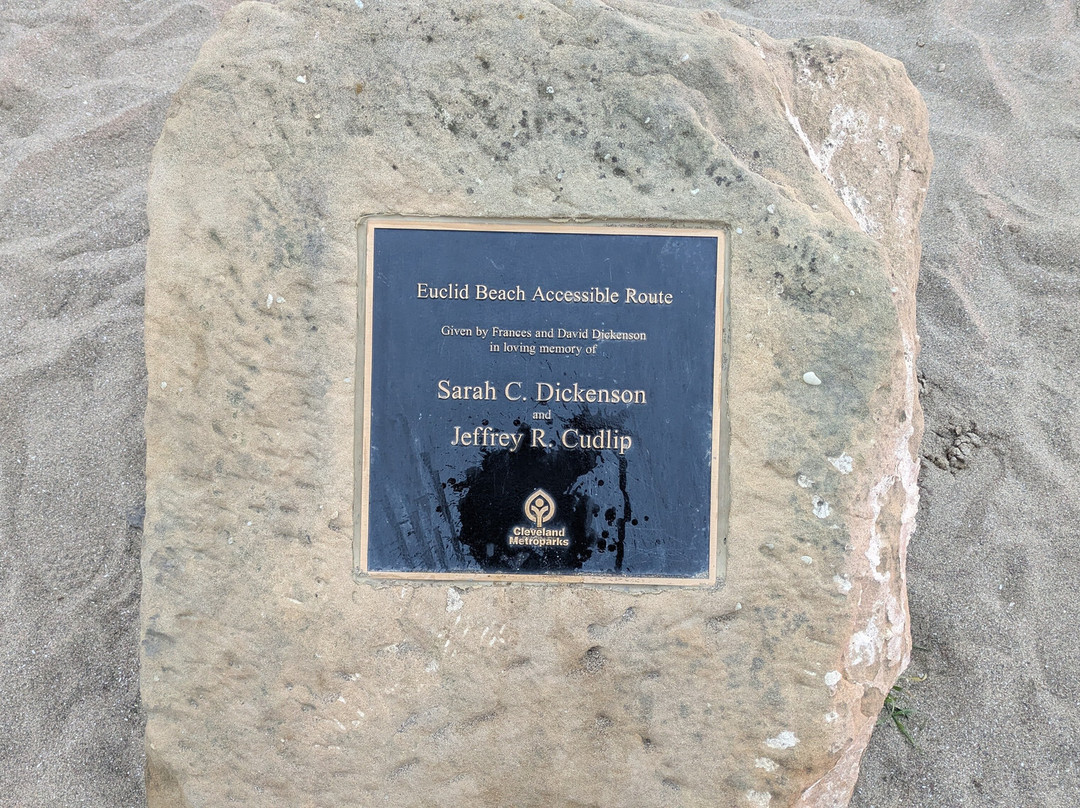 Euclid Beach Accessible Route
Given by Frances and David Dickenson
in loving memory of
Sarah C. Dickenson
and
Jeffrey R. Cudlip
Cleveland
Metroparks